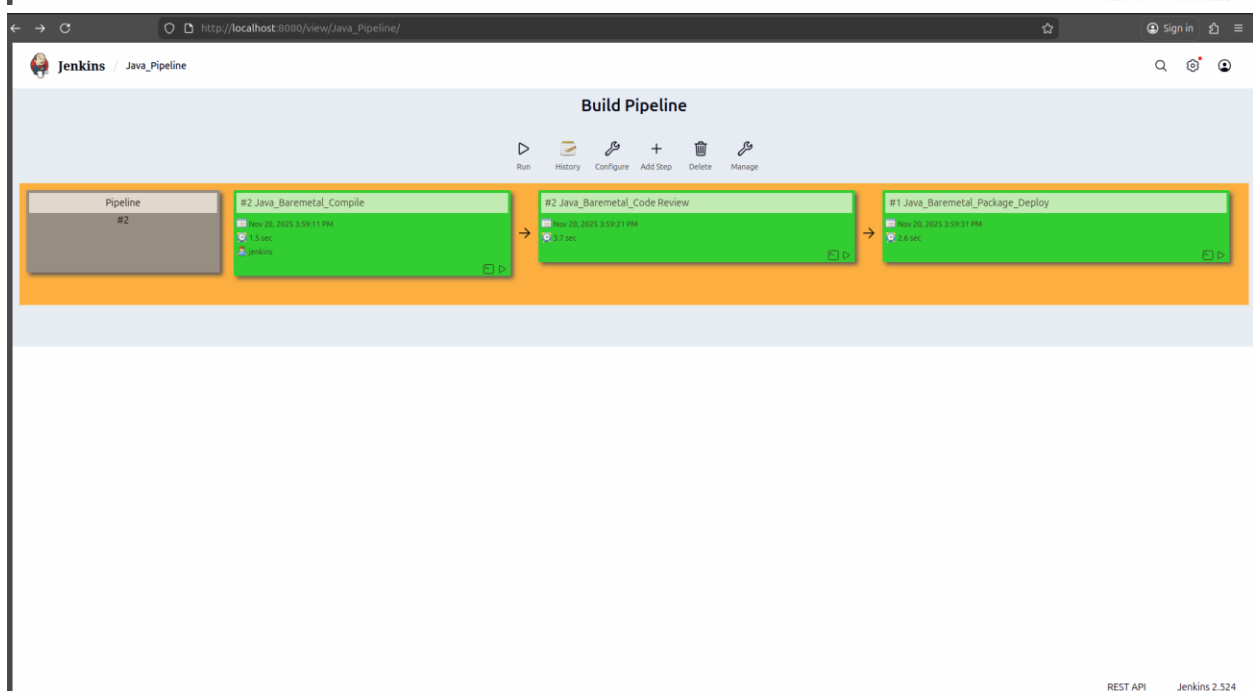 http://localhost:8080/view/Java_Pipeline/
Sign in
Jenkins / Java_Pipeline
Build Pipeline
Run History Configure Add Step Delete Manage
Pipeline
#2
#2 Java_Baremetal_Compile
Nov 20, 2025 3:59:11 PM
1.5 sec
jenkins
#2 Java_Baremetal_Code Review
Nov 20, 2025 3:59:21 PM
3.7 sec
#1 Java_Baremetal_Package_Deploy
Nov 20, 2025 3:59:31 PM
2.6 sec
REST API Jenkins 2.524